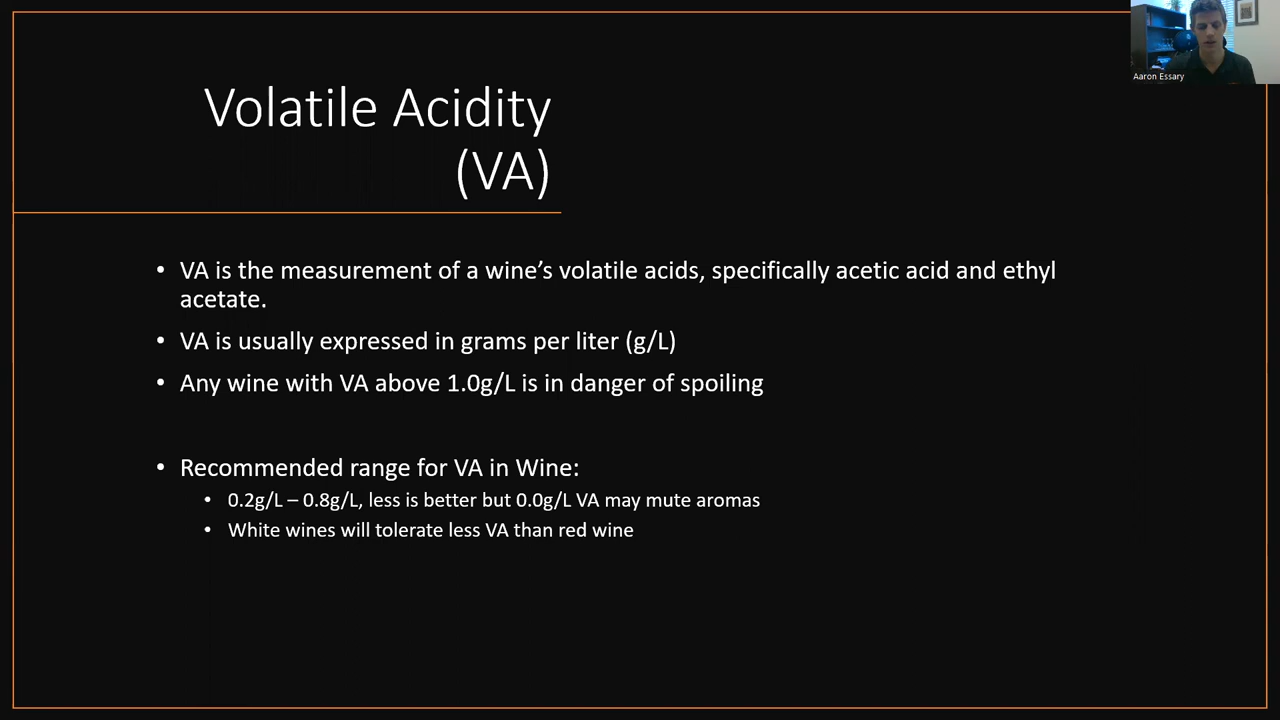 Aaron Essary
Volatile Acidity
(VA)
• VA is the measurement of a wine’s volatile acids, specifically acetic acid and ethyl
acetate.
• VA is usually expressed in grams per liter (g/L)
• Any wine with VA above 1.0g/L is in danger of spoiling
• Recommended range for VA in Wine:
• 0.2g/L – 0.8g/L, less is better but 0.0g/L VA may mute aromas
• White wines will tolerate less VA than red wine